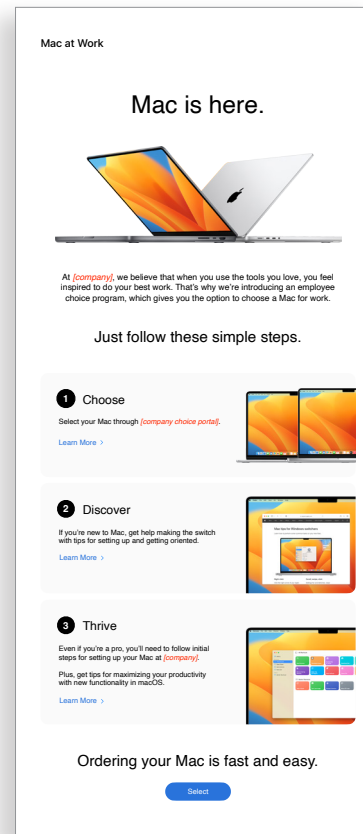 Mac at Work
Mac is here.
At [company], we believe that when you use the tools you love, you feel
inspired to do your best work. That's why we're introducing an employee
choice program, which gives you the option to choose a Mac for work.
Just follow these simple steps.
1 Choose
Select your Mac through [company choice portal].
Learn More >
2 Discover
If you're new to Mac, get help making the switch
with tips for setting up and getting oriented.
Learn More >
3 Thrive
Even if you're a pro, you'll need to follow initial
steps for setting up your Mac at [company].
Plus, get tips for maximizing your productivity
with new functionality in macOS.
Learn More >
Ordering your Mac is fast and easy.
Select